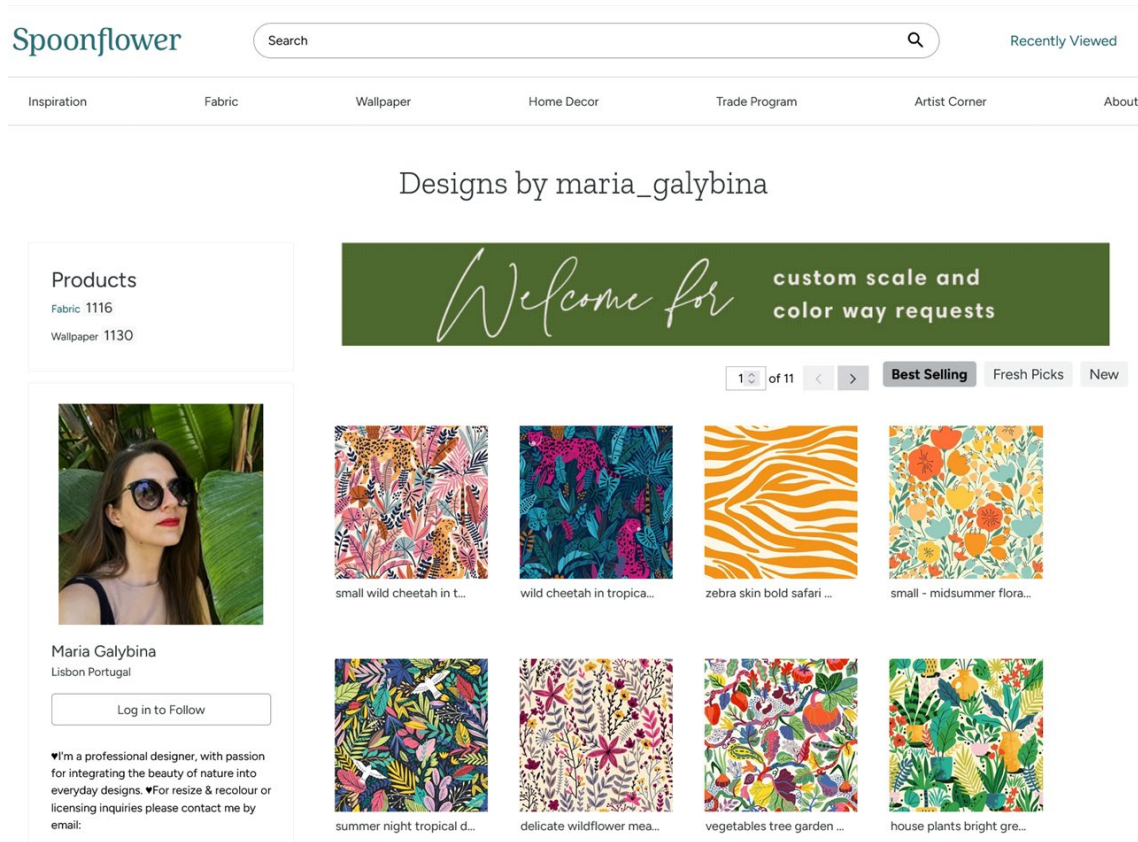 Spoonflower
Search
Recently Viewed
Inspiration Fabric Wallpaper Home Decor Trade Program Artist Corner About
Designs by maria_galybina
Products
Fabric 1116
Wallpaper 1130
Welcome for
custom scale and
color way requests
1 of 11 Best Selling Fresh Picks New
small wild cheetah in t... wild cheetah in tropica... zebra skin bold safari ... small - midsummer flora...
Maria Galybina
Lisbon Portugal
Log in to Follow
♥I'm a professional designer, with passion
for integrating the beauty of nature into
everyday designs. ♥For resize & recolour or
licensing inquiries please contact me by
email:
summer night tropical d... delicate wildflower mea... vegetables tree garden ... house plants bright gre...